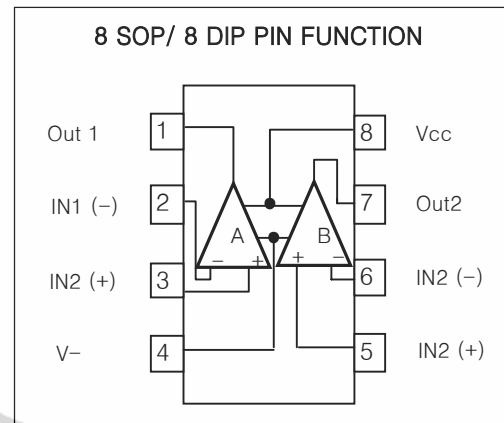 8 SOP/ 8 DIP PIN FUNCTION
Out 1 1 8 Vcc
IN1 (−) 2 7 Out2
A B
− + + −
IN2 (+) 3 6 IN2 (−)
V− 4 5 IN2 (+)